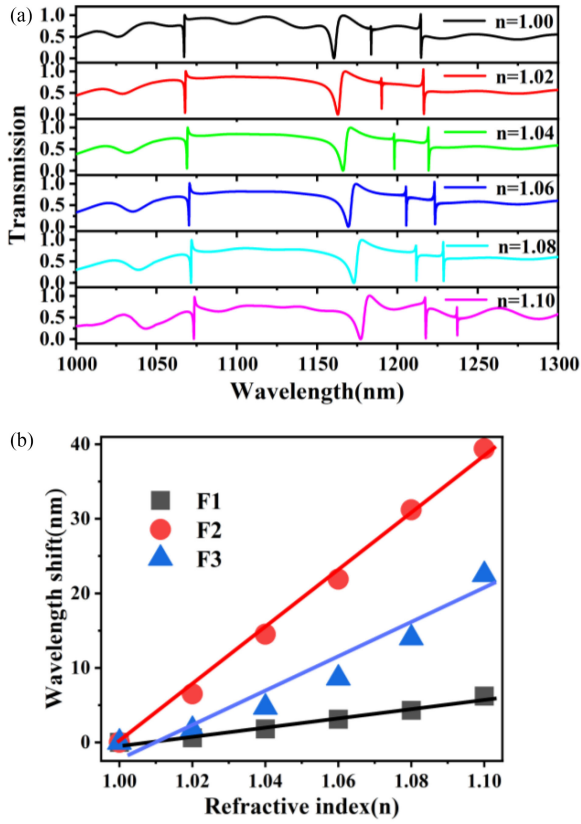 (a)
1.0
0.5
0.0
n=1.00
1.0
0.5
0.0
n=1.02
1.0
0.5
0.0
n=1.04
1.0
0.5
0.0
n=1.06
1.0
0.5
0.0
n=1.08
1.0
0.5
0.0
n=1.10
Transmission
1000 1050 1100 1150 1200 1250 1300
Wavelength(nm)
(b)
40
30
20
10
0
Wavelength shift(nm)
F1
F2
F3
1.00 1.02 1.04 1.06 1.08 1.10
Refractive index(n)